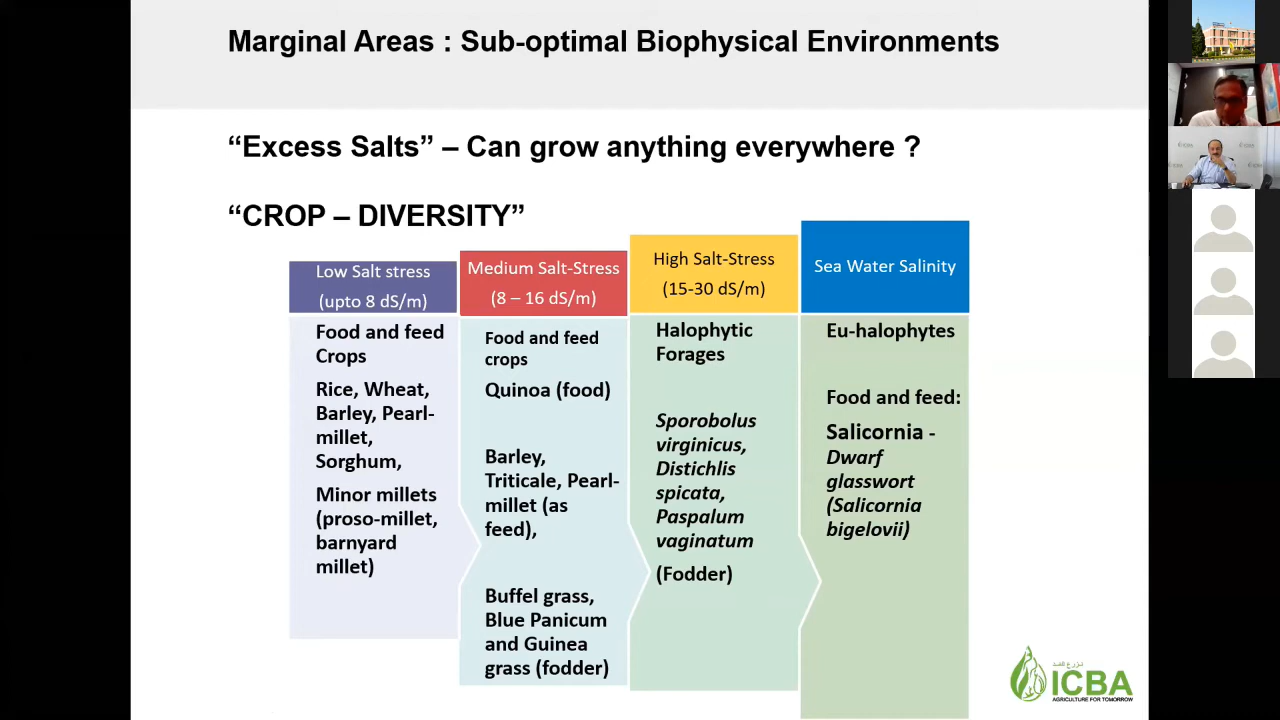 Marginal Areas : Sub-optimal Biophysical Environments
“Excess Salts” – Can grow anything everywhere ?
“CROP – DIVERSITY”
Low Salt stress
(upto 8 dS/m)
Food and feed
Crops
Rice, Wheat,
Barley, Pearl-
millet,
Sorghum,
Minor millets
(proso-millet,
barnyard
millet)
Medium Salt-Stress
(8 – 16 dS/m)
Food and feed
crops
Quinoa (food)
Barley,
Triticale, Pearl-
millet (as
feed),
Buffel grass,
Blue Panicum
and Guinea
grass (fodder)
High Salt-Stress
(15-30 dS/m)
Halophytic
Forages
Sporobolus
virginicus,
Distichlis
spicata,
Paspalum
vaginatum
(Fodder)
Sea Water Salinity
Eu-halophytes
Food and feed:
Salicornia -
Dwarf
glasswort
(Salicornia
bigelovii)
ICBA
AGRICULTURE FOR TOMORROW